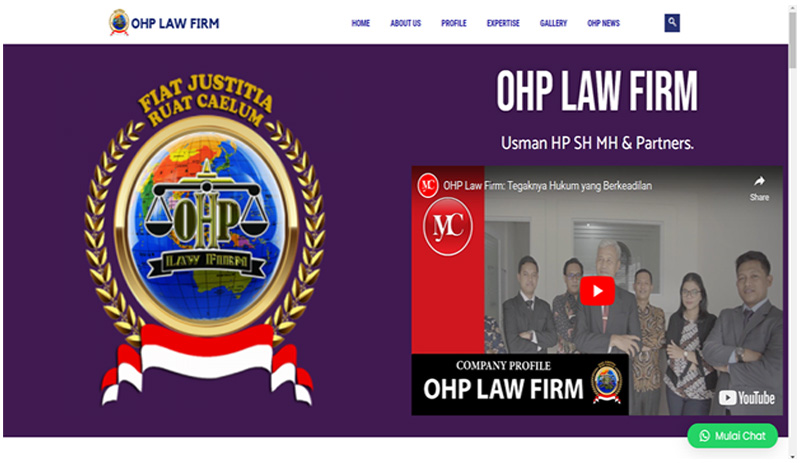 OHP LAW FIRM
HOME
ABOUT US
PROFILE
EXPERTISE
GALLERY
OHP NEWS
FIAT JUSTITIA
RUAT CAELUM
OHP
LAW FIRM
OHP LAW FIRM
Usman HP SH MH & Partners.
OHP Law Firm: Tegaknya Hukum yang Berkeadilan
Share
COMPANY PROFILE
OHP LAW FIRM
YouTube
Mulai Chat